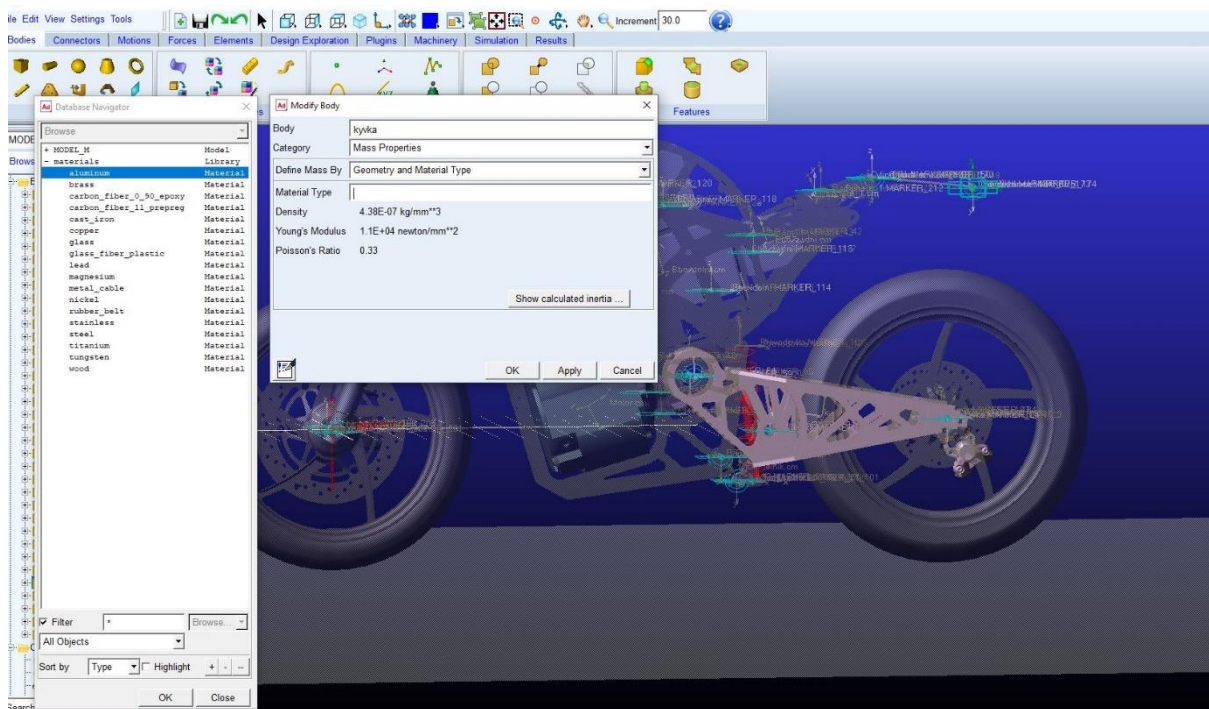 File Edit View Settings Tools
Increment 30.0
Bodies Connectors Motions Forces Elements Design Exploration Plugins Machinery Simulation Results
Features
Database Navigator
Browse
+ MODEL_M Model
- materials Library
aluminum Material
brass Material
carbon_fiber_0_90_epoxy Material
carbon_fiber_11_prepreg Material
cast_iron Material
copper Material
glass Material
glass_fiber_plastic Material
lead Material
magnesium Material
metal_cable Material
nickel Material
rubber_belt Material
stainless Material
steel Material
titanium Material
tungsten Material
wood Material
Filter *
Browse...
All Objects
Sort by Type Highlight + - --
OK Close
Modify Body
Body kyvka
Category Mass Properties
Define Mass By Geometry and Material Type
Material Type
Density 4.38E-07 kg/mm**3
Young's Modulus 1.1E+04 newton/mm**2
Poisson's Ratio 0.33
Show calculated inertia ...
OK Apply Cancel
MARKER_118
MARKER_114